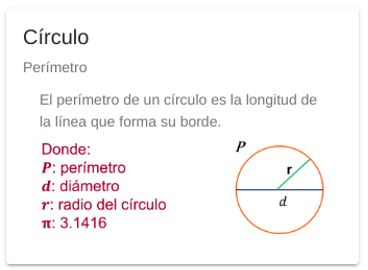 Círculo
Perímetro
El perímetro de un círculo es la longitud de
la línea que forma su borde.
Donde:
P: perímetro
d: diámetro
r: radio del círculo
π: 3.1416
P
r
d